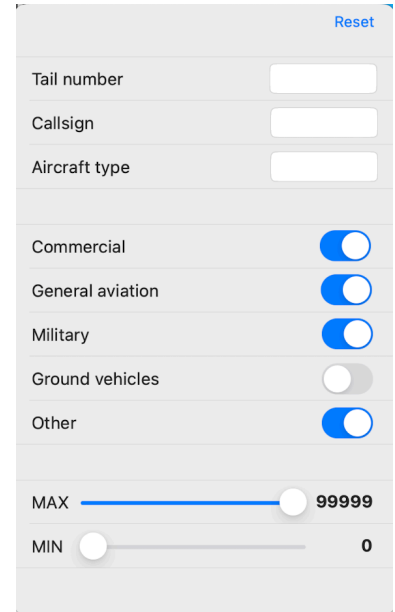 Reset
Tail number
Callsign
Aircraft type
Commercial
General aviation
Military
Ground vehicles
Other
MAX 99999
MIN 0